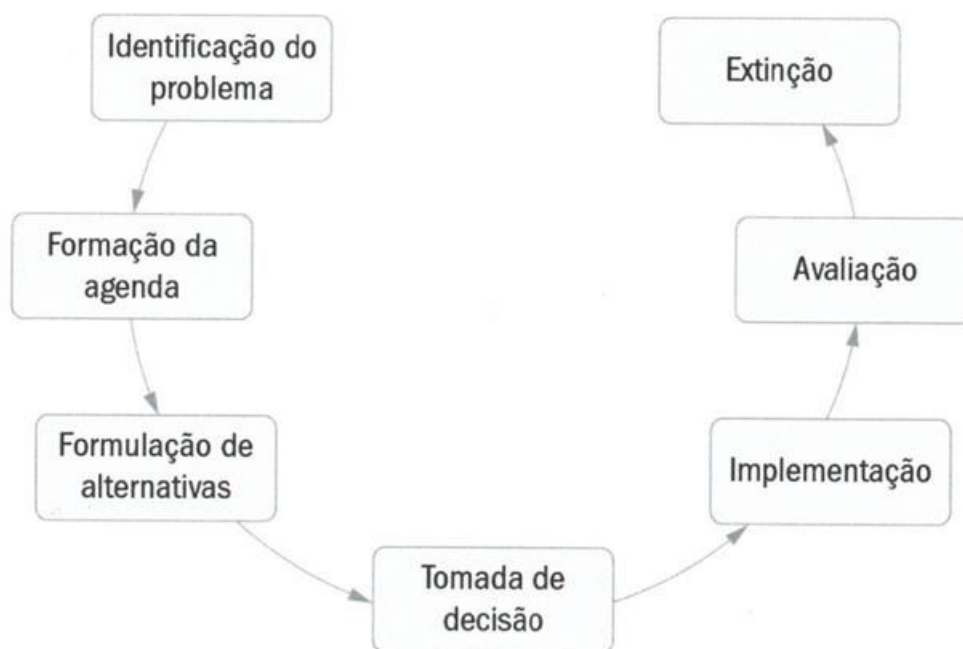 Identificação do
problema
Formação da
agenda
Formulação de
alternativas
Tomada de
decisão
Implementação
Avaliação
Extinção